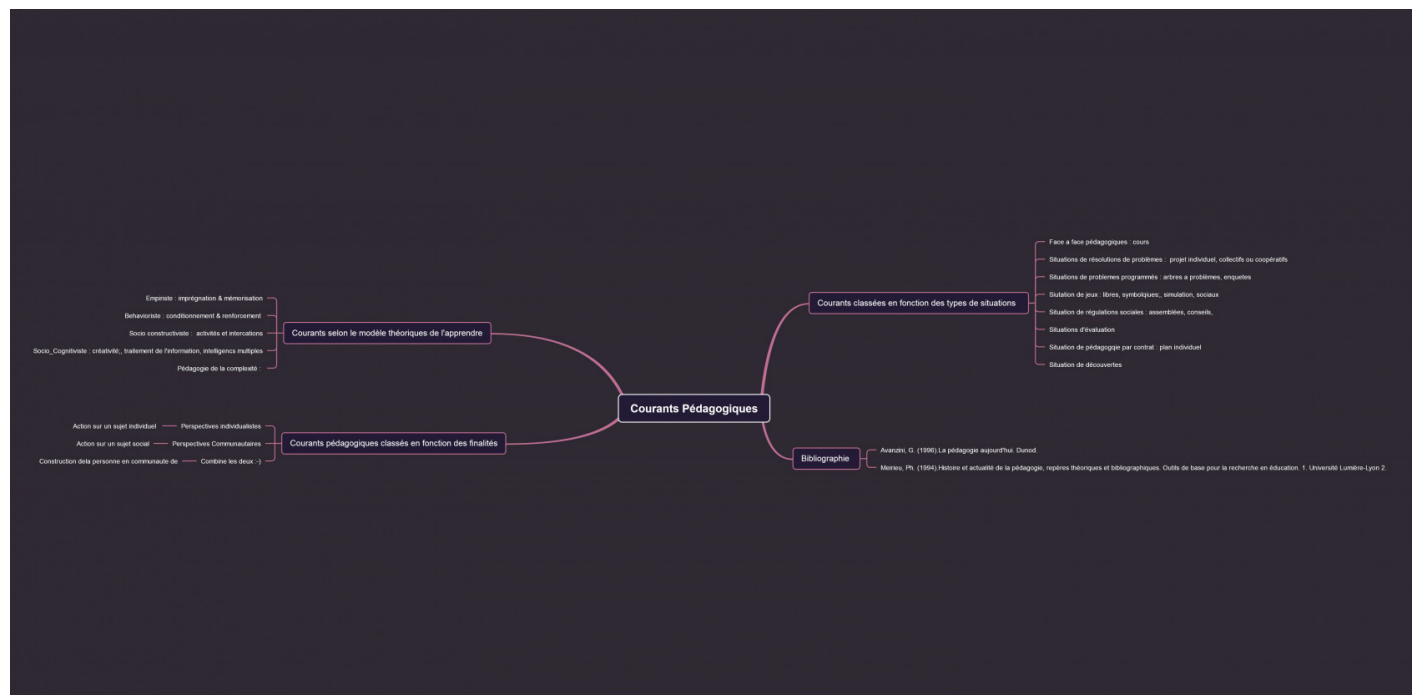 Courants Pédagogiques
Courants classées en fonction des types de situations
Face a face pédagogiques : cours
Situations de résolutions de problèmes : projet individuel, collectifs ou coopératifs
Situations de problemes programmés : arbres a problèmes, enquetes
Siutation de jeux : libres, symbolqiues;, simulation, sociaux
Situation de régulations sociales : assemblées, conseils,
Situations d'évaluation
Situation de pédagogqie par contrat : plan individuel
Situation de découvertes
Bibliographie
Avanzini, G. (1996).La pédagogie aujourd'hui. Dunod.
Meirieu, Ph. (1994).Histoire et actualité de la pédagogie, repères théoriques et bibliographiques. Outils de base pour la recherche en éducation. 1. Université Lumière-Lyon 2.
Courants selon le modèle théoriques de l'apprendre
Empiriste : imprégnation & mémorisation
Behavioriste : conditionnement & renforcement
Socio constructiviste : activités et intercations
Socio_Cognitiviste : créativité;, traitement de l'information, intelligencs multiples
Pédagogie de la complexité :
Courants pédagogiques classés en fonction des finalités
Perspectives individualistes
Action sur un sujet individuel
Perspectives Communautaires
Action sur un sujet social
Combine les deux :-)
Construction dela personne en communaute de